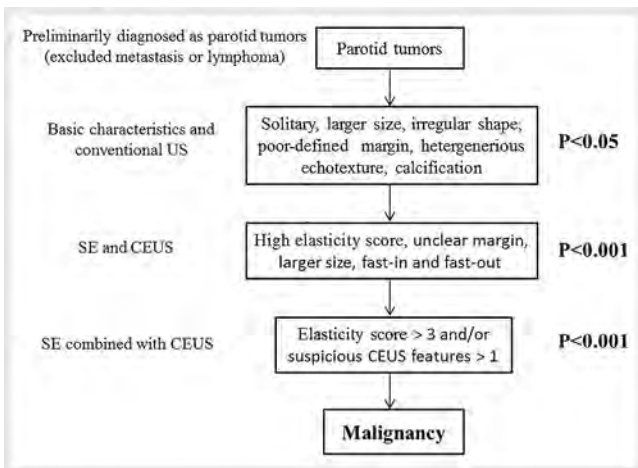 Preliminarily diagnosed as parotid tumors
(excluded metastasis or lymphoma)
Parotid tumors
Basic characteristics and
conventional US
Solitary, larger size, irregular shape;
poor-defined margin, hetergenerious
echotexture, calcification
P<0.05
SE and CEUS
High elasticity score, unclear margin,
larger size, fast-in and fast-out
P<0.001
SE combined with CEUS
Elasticity score > 3 and/or
suspicious CEUS features > 1
P<0.001
Malignancy